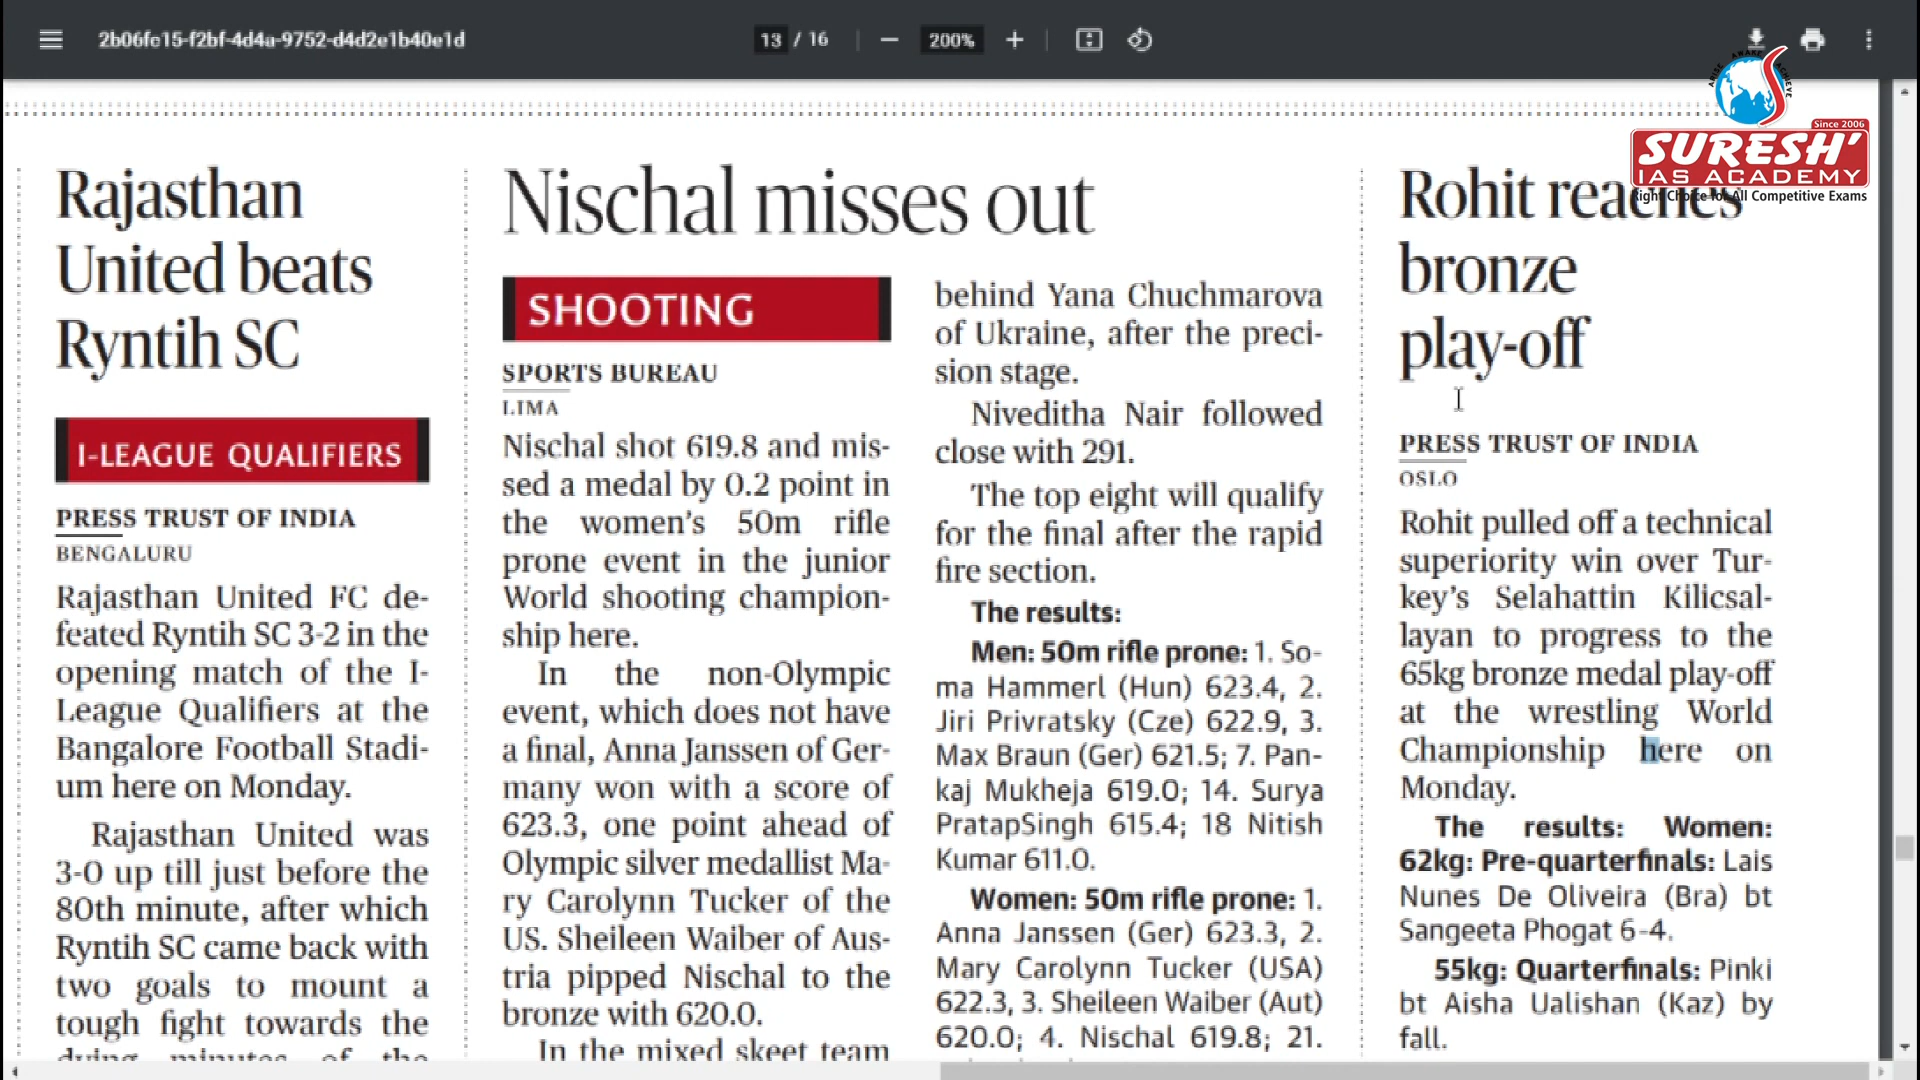 2b06fe15-f2bf-4d4a-9752-d4d2e1b40e1d
13 / 16
200%
ARISE AWAKE ACHIEVE
Since 2006
SURESH'
IAS ACADEMY
Right Choice for All Competitive Exams
Rajasthan
United beats
Ryntih SC
I-LEAGUE QUALIFIERS
PRESS TRUST OF INDIA
BENGALURU
Rajasthan United FC de-
feated Ryntih SC 3-2 in the
opening match of the I-
League Qualifiers at the
Bangalore Football Stadi-
um here on Monday.
Rajasthan United was
3-0 up till just before the
80th minute, after which
Ryntih SC came back with
two goals to mount a
tough fight towards the
dying minutes of the
Nischal misses out
SHOOTING
SPORTS BUREAU
LIMA
Nischal shot 619.8 and mis-
sed a medal by 0.2 point in
the women's 50m rifle
prone event in the junior
World shooting champion-
ship here.
In the non-Olympic
event, which does not have
a final, Anna Janssen of Ger-
many won with a score of
623.3, one point ahead of
Olympic silver medallist Ma-
ry Carolynn Tucker of the
US. Sheileen Waiber of Aus-
tria pipped Nischal to the
bronze with 620.0.
In the mixed skeet team
behind Yana Chuchmarova
of Ukraine, after the preci-
sion stage.
Niveditha Nair followed
close with 291.
The top eight will qualify
for the final after the rapid
fire section.
The results:
Men: 50m rifle prone: 1. So-
ma Hammerl (Hun) 623.4, 2.
Jiri Privratsky (Cze) 622.9, 3.
Max Braun (Ger) 621.5; 7. Pan-
kaj Mukheja 619.0; 14. Surya
PratapSingh 615.4; 18 Nitish
Kumar 611.0.
Women: 50m rifle prone: 1.
Anna Janssen (Ger) 623.3, 2.
Mary Carolynn Tucker (USA)
622.3, 3. Sheileen Waiber (Aut)
620.0; 4. Nischal 619.8; 21.
Rohit reaches
bronze
play-off
PRESS TRUST OF INDIA
OSLO
Rohit pulled off a technical
superiority win over Tur-
key's Selahattin Kilicsal-
layan to progress to the
65kg bronze medal play-off
at the wrestling World
Championship here on
Monday.
The results: Women:
62kg: Pre-quarterfinals: Lais
Nunes De Oliveira (Bra) bt
Sangeeta Phogat 6-4.
55kg: Quarterfinals: Pinki
bt Aisha Ualishan (Kaz) by
fall.